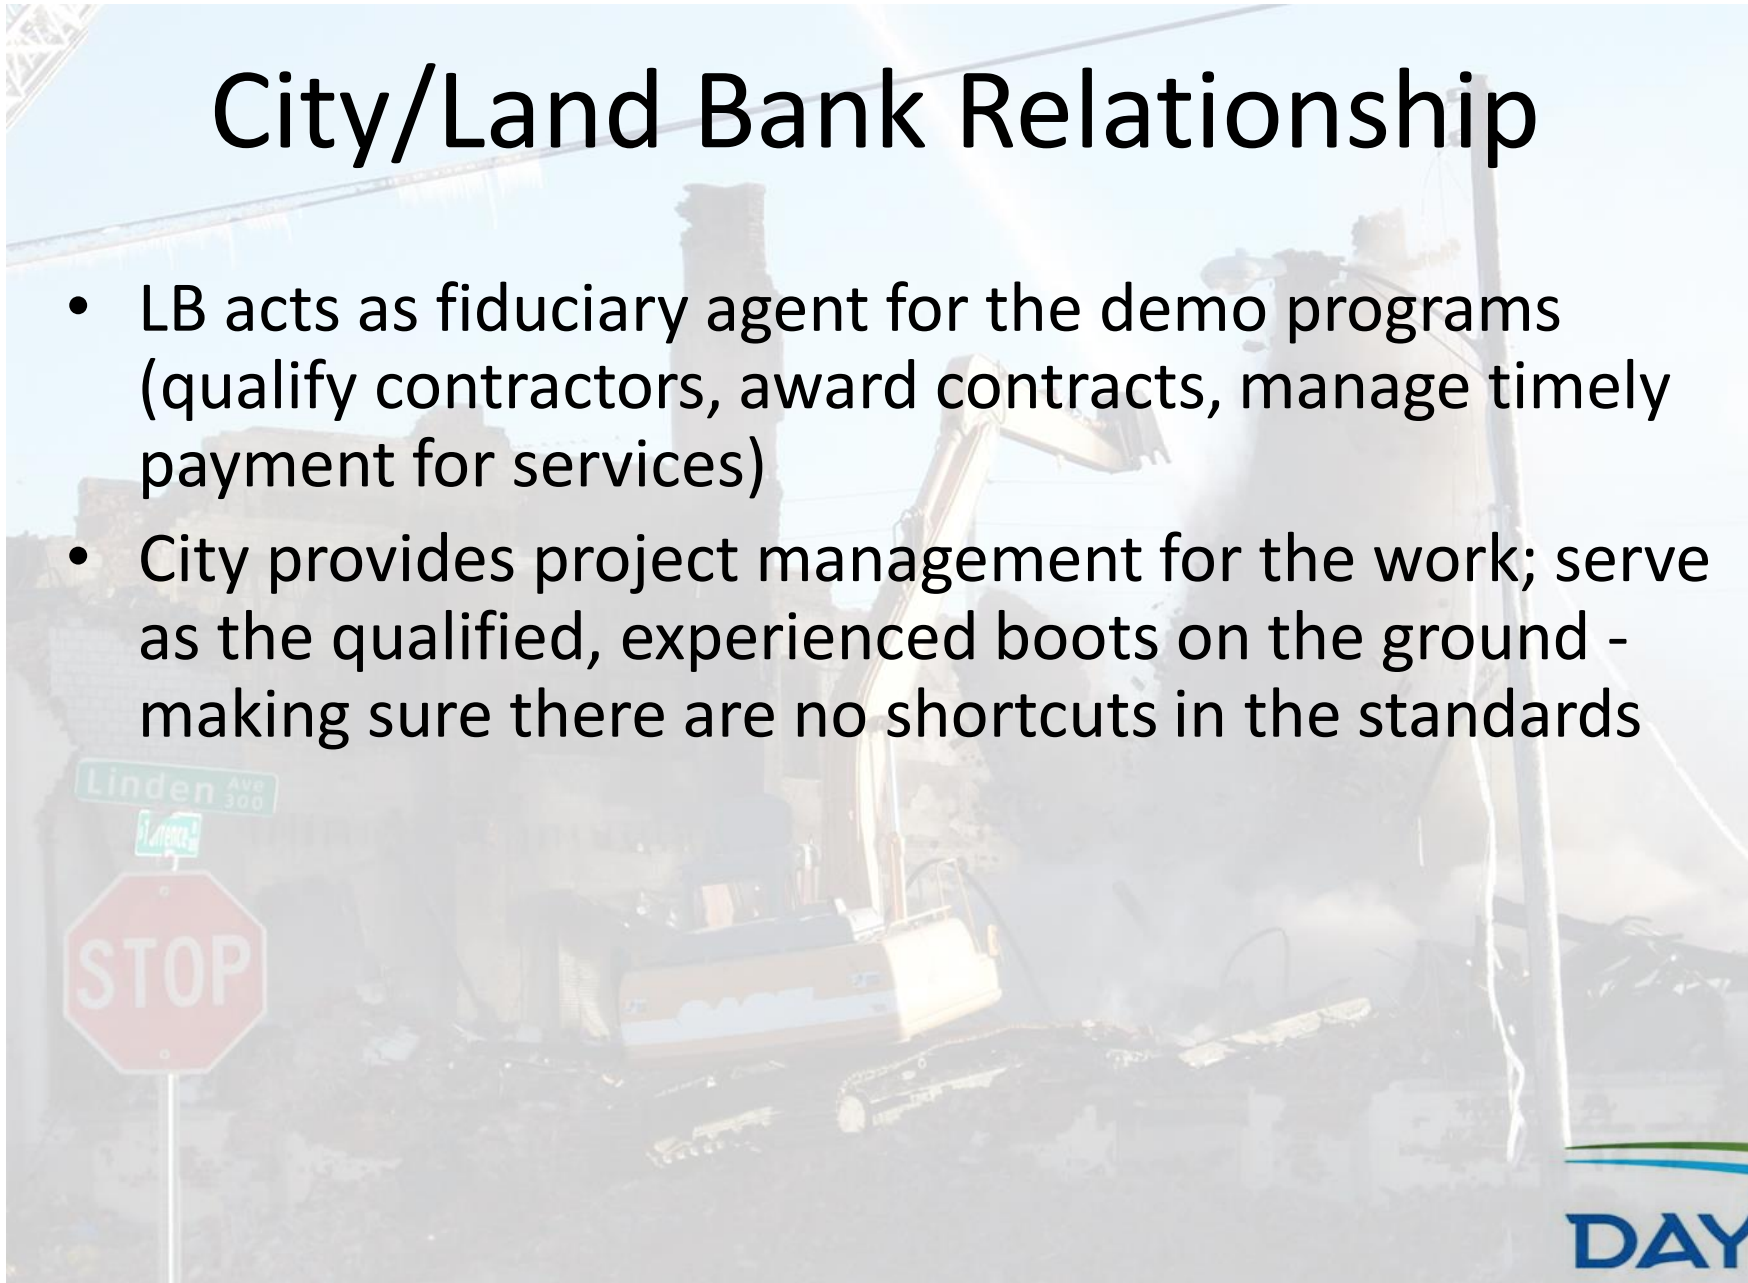 City/Land Bank Relationship
• LB acts as fiduciary agent for the demo programs
(qualify contractors, award contracts, manage timely
payment for services)
• City provides project management for the work; serve
as the qualified, experienced boots on the ground -
making sure there are no shortcuts in the standards
Linden Ave
300
STOP
DAY